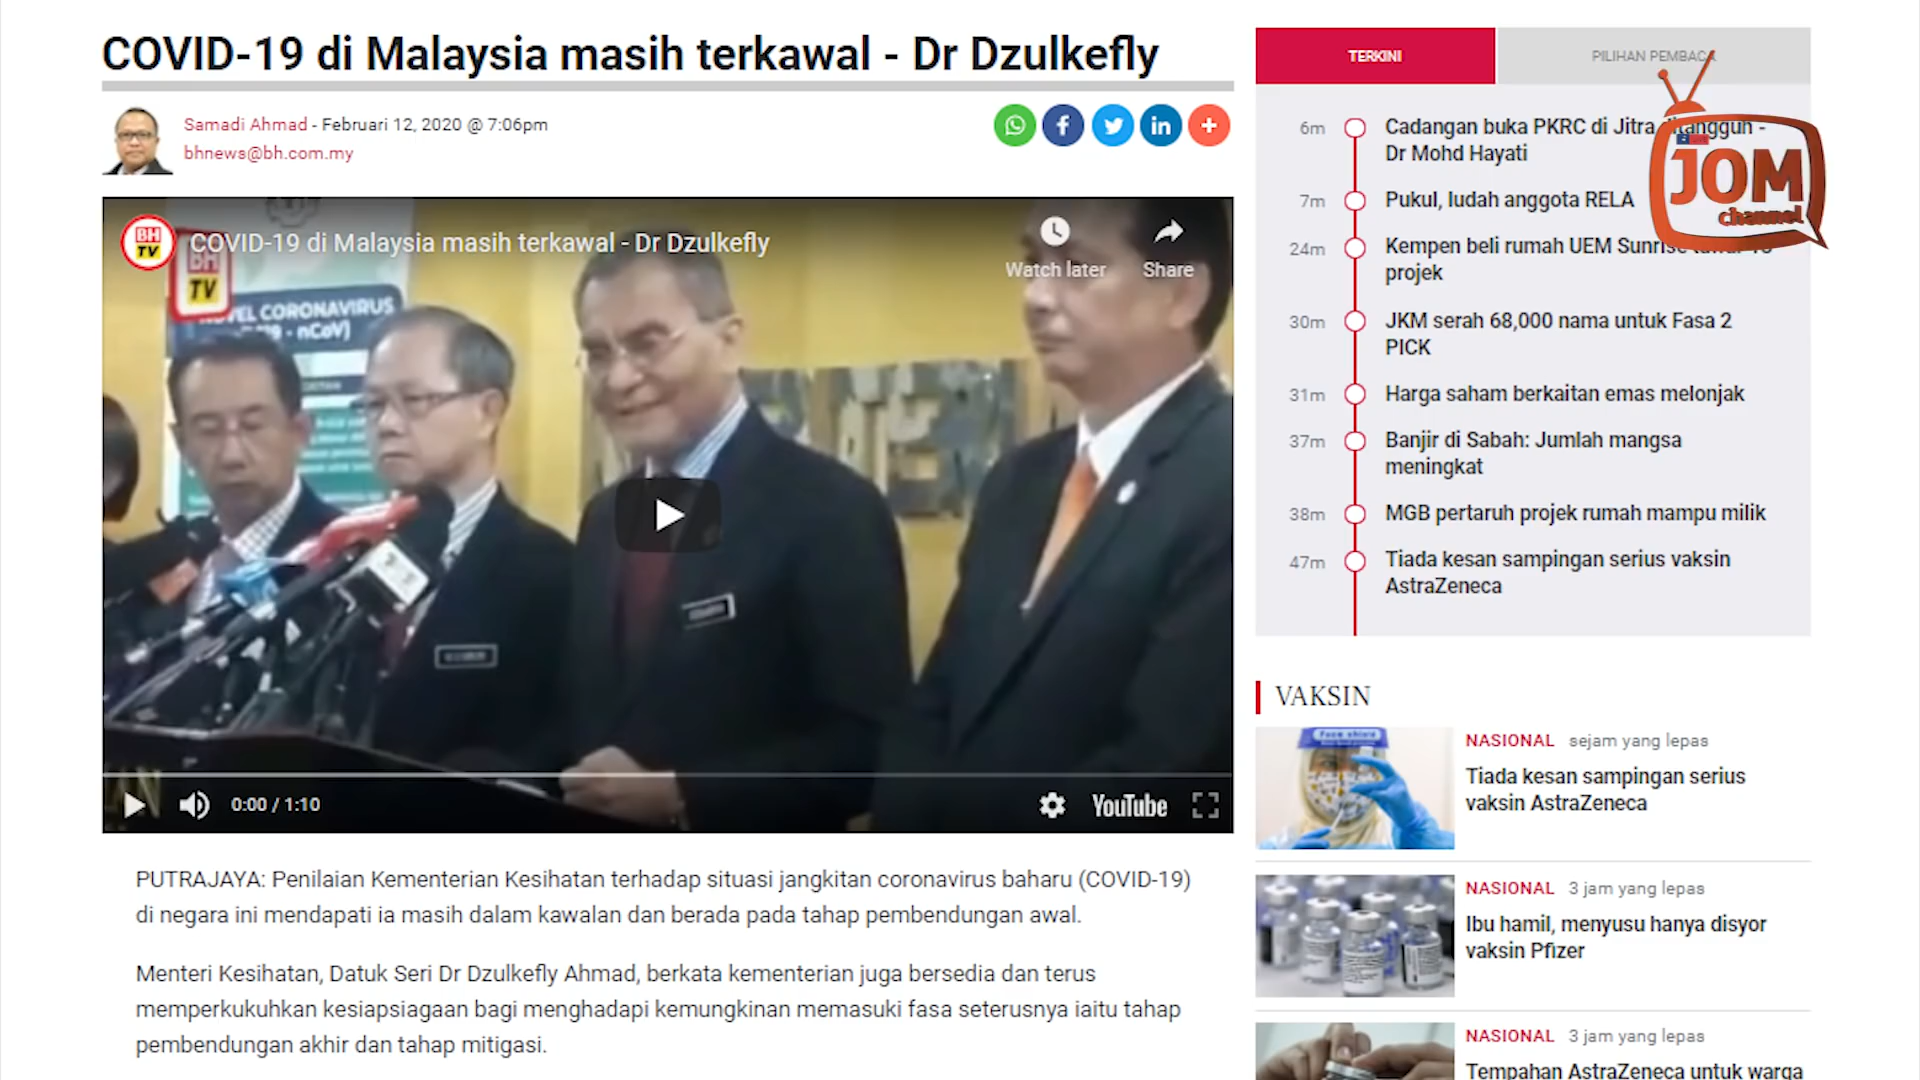 COVID-19 di Malaysia masih terkawal - Dr Dzulkefly
Samadi Ahmad - Februari 12, 2020 @ 7:06pm
bhnews@bh.com.my
BH
TV
COVID-19 di Malaysia masih terkawal - Dr Dzulkefly
Watch later
Share
BH
TV
NOVEL CORONAVIRUS
nCoV)
0:00 / 1:10
YouTube
PUTRAJAYA: Penilaian Kementerian Kesihatan terhadap situasi jangkitan coronavirus baharu (COVID-19)
di negara ini mendapati ia masih dalam kawalan dan berada pada tahap pembendungan awal.
Menteri Kesihatan, Datuk Seri Dr Dzulkefly Ahmad, berkata kementerian juga bersedia dan terus
memperkukuhkan kesiapsiagaan bagi menghadapi kemungkinan memasuki fasa seterusnya iaitu tahap
pembendungan akhir dan tahap mitigasi.
TERKINI
PILIHAN PEMBACA
JOM
channel
6m
Cadangan buka PKRC di Jitra ditangguh -
Dr Mohd Hayati
7m
Pukul, ludah anggota RELA
24m
Kempen beli rumah UEM Sunrise
projek
30m
JKM serah 68,000 nama untuk Fasa 2
PICK
31m
Harga saham berkaitan emas melonjak
37m
Banjir di Sabah: Jumlah mangsa
meningkat
38m
MGB pertaruh projek rumah mampu milik
47m
Tiada kesan sampingan serius vaksin
AstraZeneca
VAKSIN
Face shield
NASIONAL sejam yang lepas
Tiada kesan sampingan serius
vaksin AstraZeneca
NASIONAL 3 jam yang lepas
Ibu hamil, menyusu hanya disyor
vaksin Pfizer
NASIONAL 3 jam yang lepas
Tempahan AstraZeneca untuk warga